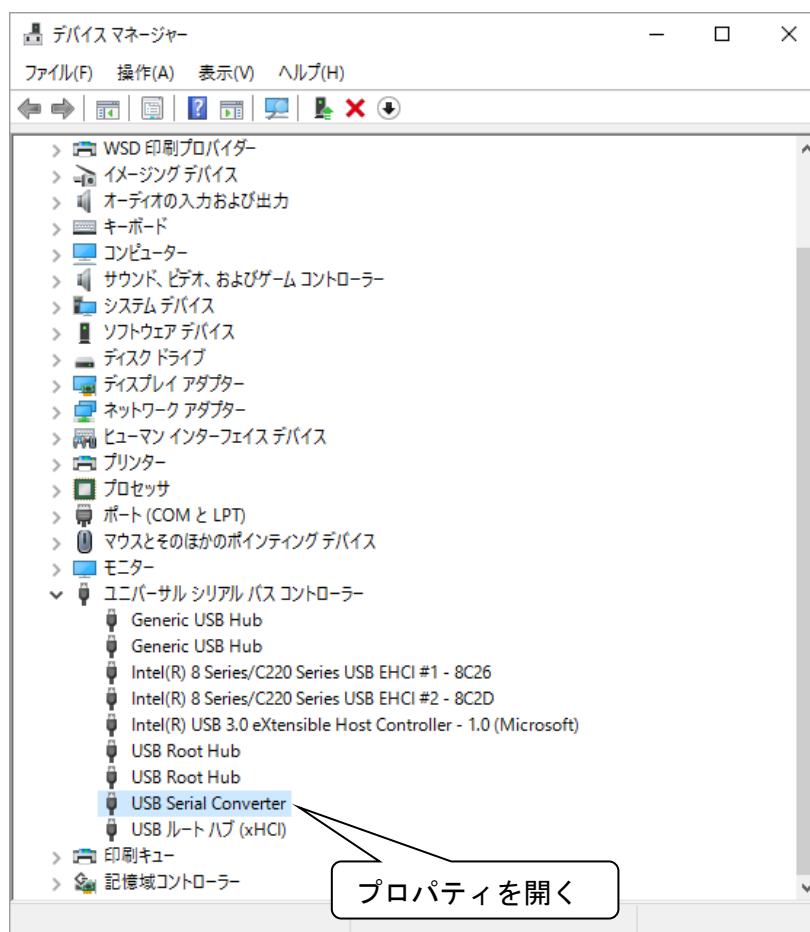 デバイス マネージャー
ファイル(F) 操作(A) 表示(V) ヘルプ(H)
WSD 印刷プロバイダー
イメージング デバイス
オーディオの入力および出力
キーボード
コンピューター
サウンド、ビデオ、およびゲーム コントローラー
システム デバイス
ソフトウェア デバイス
ディスク ドライブ
ディスプレイ アダプター
ネットワーク アダプター
ヒューマン インターフェイス デバイス
プリンター
プロセッサ
ポート (COM と LPT)
マウスとそのほかのポインティング デバイス
モニター
ユニバーサル シリアル バス コントローラー
Generic USB Hub
Generic USB Hub
Intel(R) 8 Series/C220 Series USB EHCI #1 - 8C26
Intel(R) 8 Series/C220 Series USB EHCI #2 - 8C2D
Intel(R) USB 3.0 eXtensible Host Controller - 1.0 (Microsoft)
USB Root Hub
USB Root Hub
USB Serial Converter
USB ルート ハブ (xHCI)
印刷キュー
記憶域コントローラー
プロパティを開く